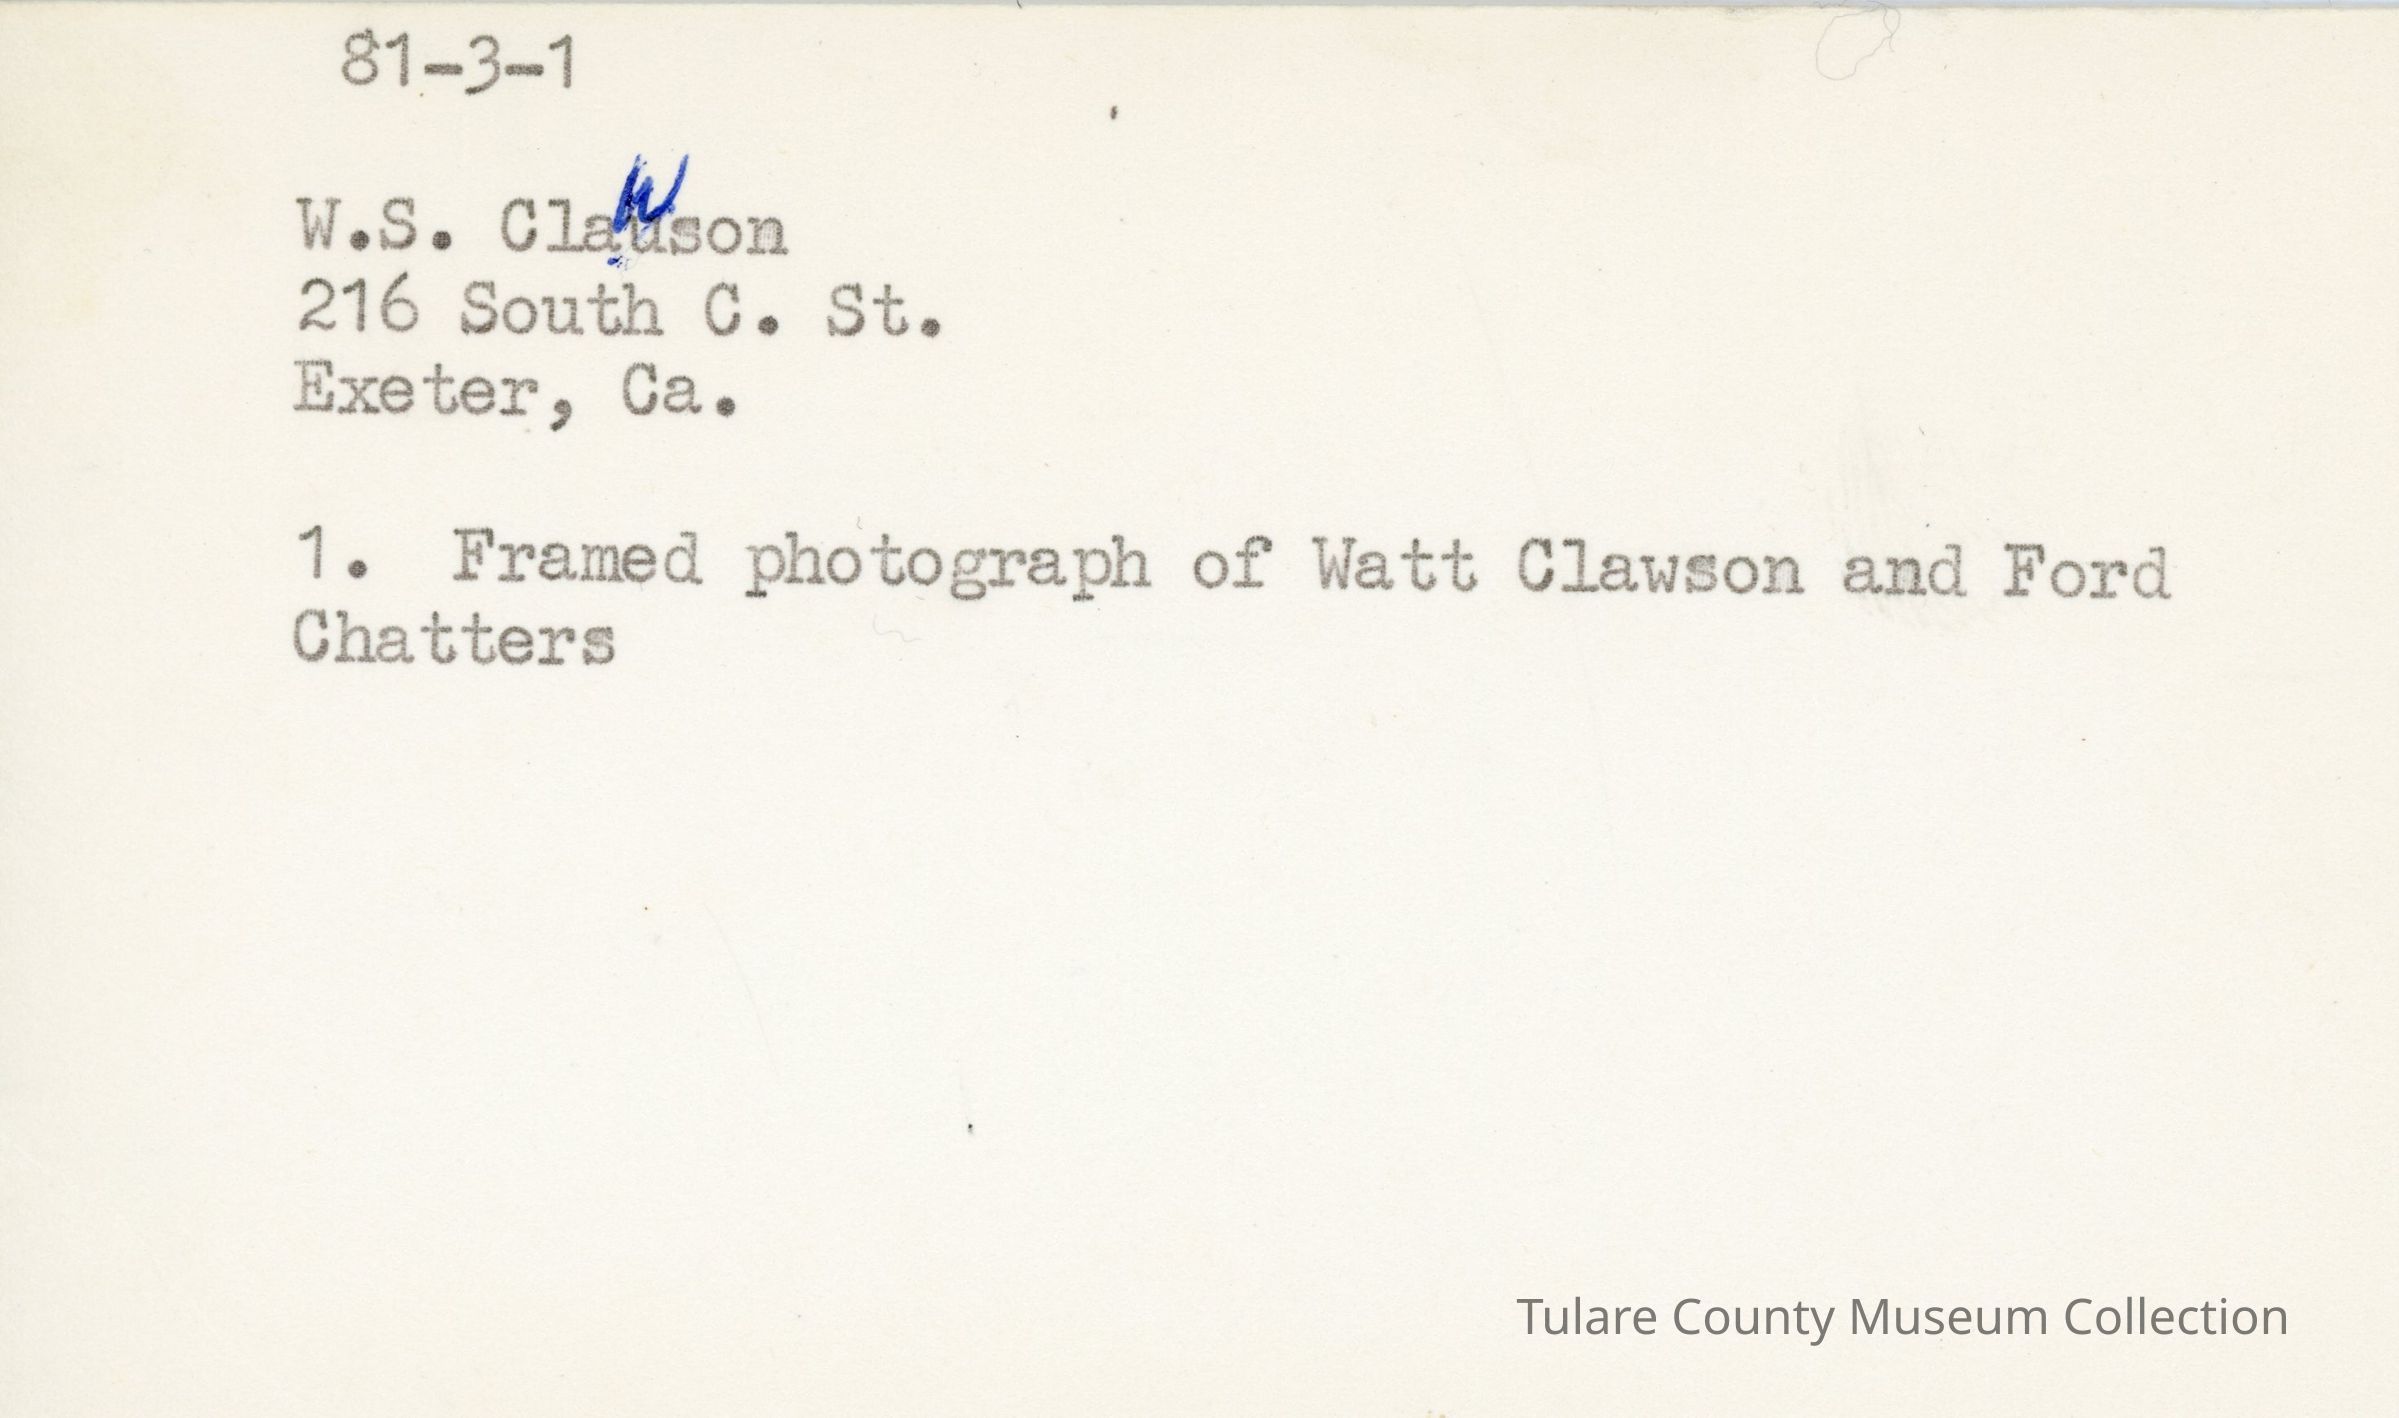 81-3-1
W.S. Clawson
216 South C. St.
Exeter, Ca.
1. Framed photograph of Watt Clawson and Ford
Chatters
Tulare County Museum Collection